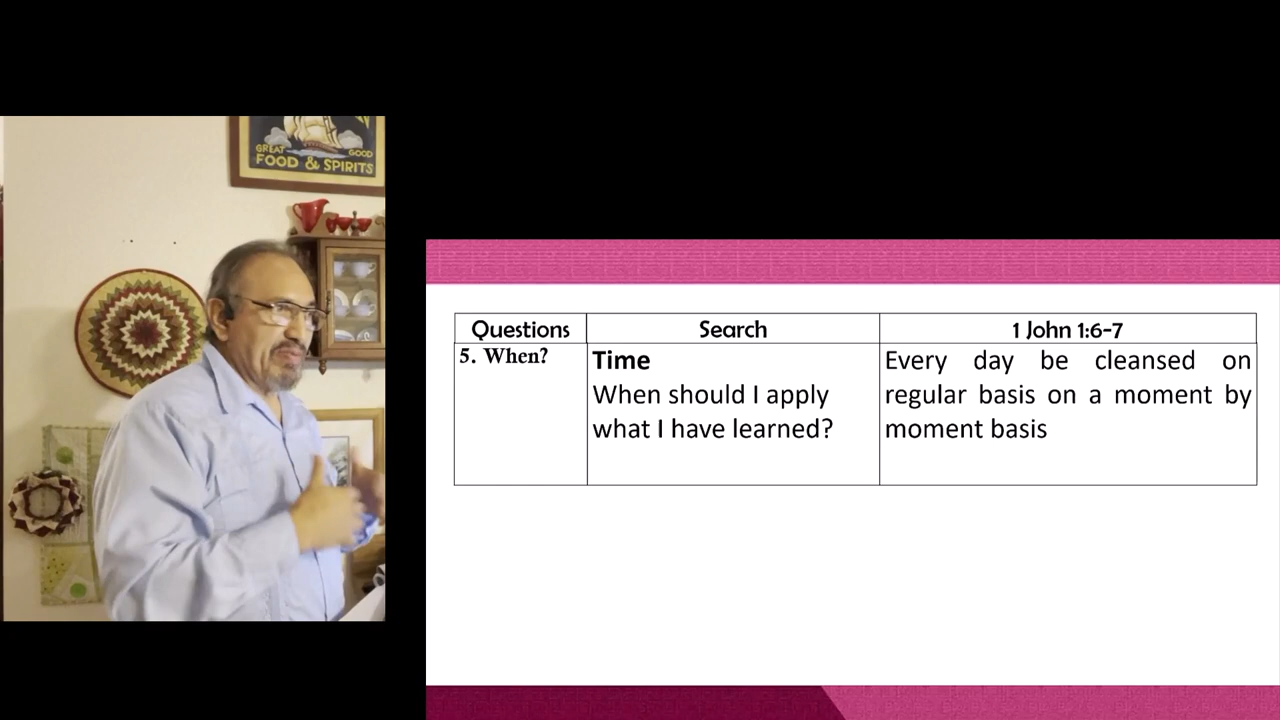 GREAT GOOD
FOOD & SPIRITS
Questions Search 1 John 1:6-7
5. When? Time Every day be cleansed on
When should I apply regular basis on a moment by
what I have learned? moment basis